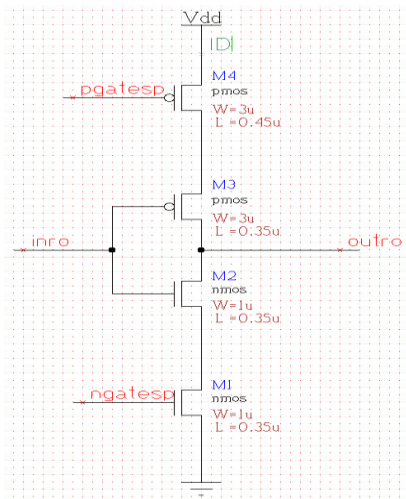 Vdd
ID
M4
pgatesp
pmos
W=3u
L =0.45u
M3
pmos
W=3u
L =0.35u
inro
outro
M2
nmos
W=1u
L =0.35u
M1
ngatesp
nmos
W=1u
L =0.35u